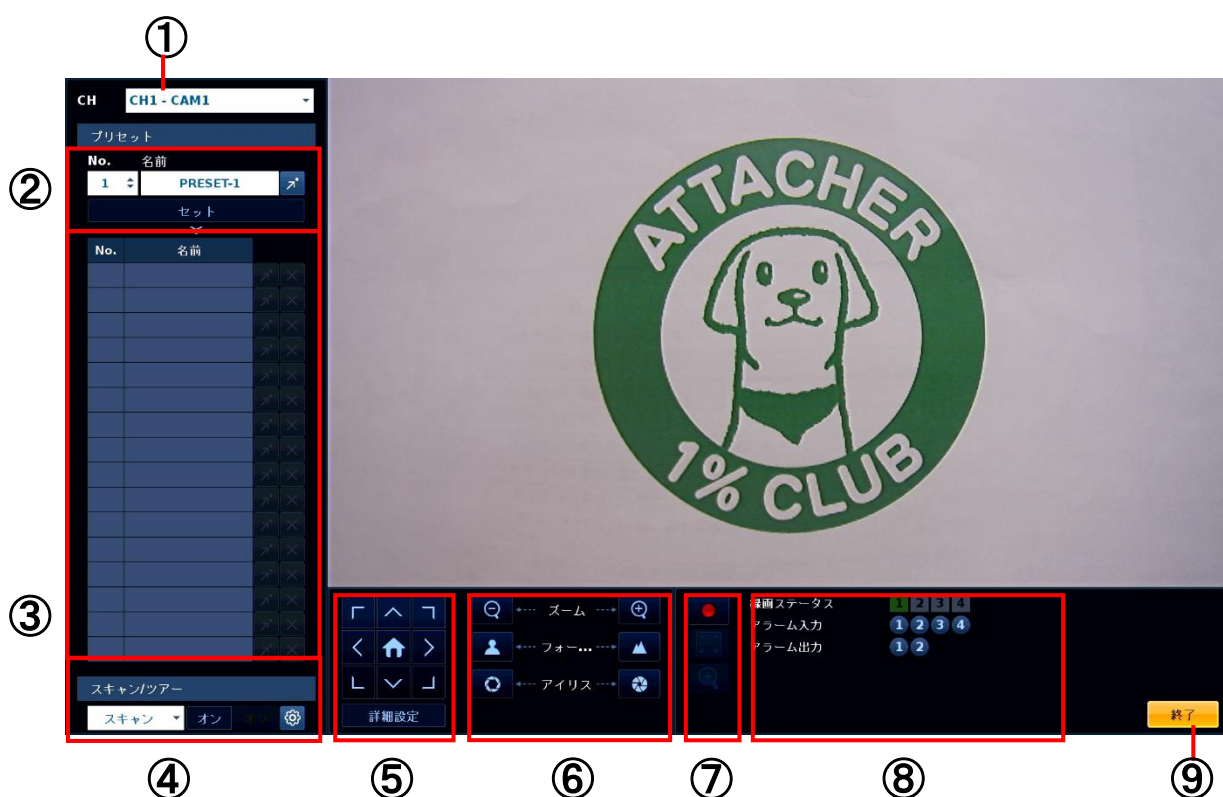 ①
CH CH1 - CAM1
プリセット
②
No. 名前
1 PRESET-1
セット
No. 名前
③
スキャン/ツアー
スキャン オン
④
ATTACHER
1% CLUB
詳細設定
⑤
ズーム
フォー...
アイリス
⑥
⑦
録画ステータス 1 2 3 4
アラーム入力 1 2 3 4
アラーム出力 1 2
⑧
終了
⑨